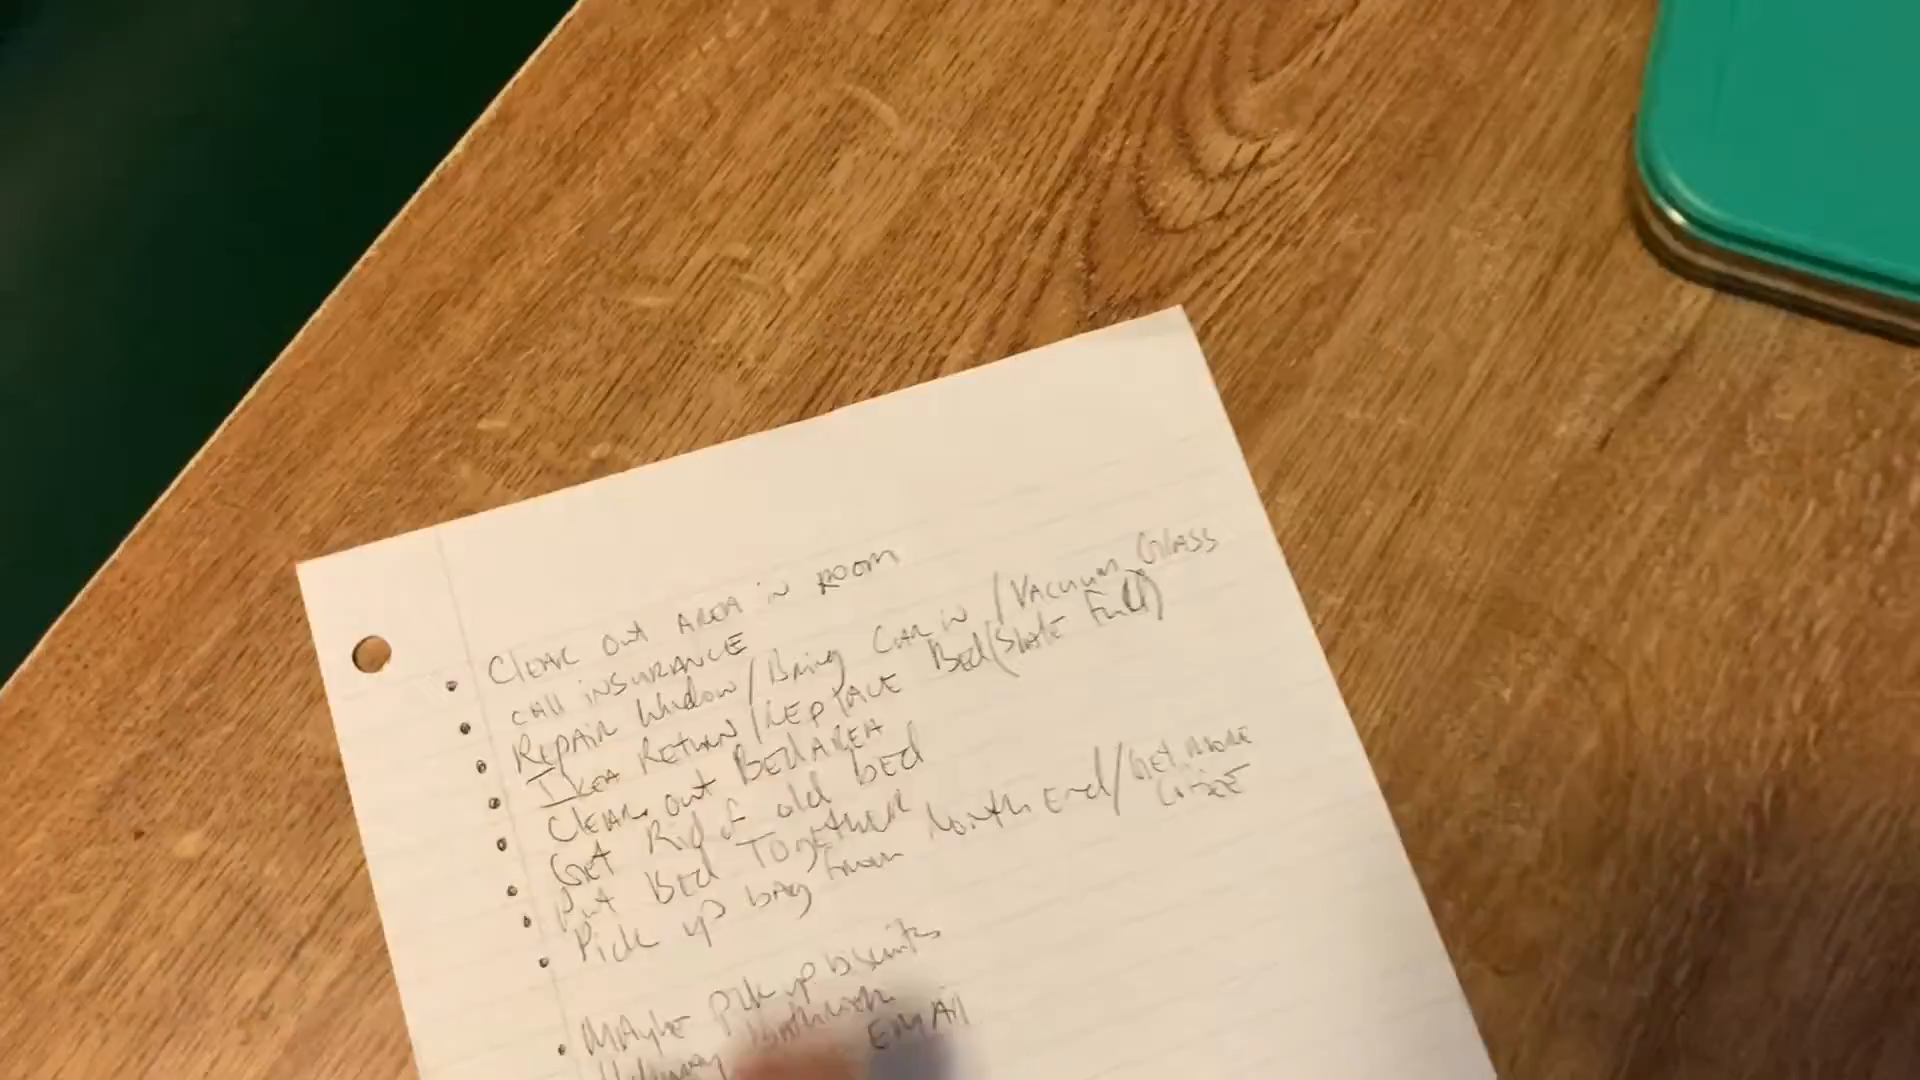 Clear out area in room
call insurance
Repair Window/Bring Car in/Vacuum Glass
Ikea Return/Replace Bed (Slate Full)
Clear out Bed area
Get Rid of old bed
Put Bed Together
Pick up bag from North End/Get more
Maybe pick up biscuits
Email